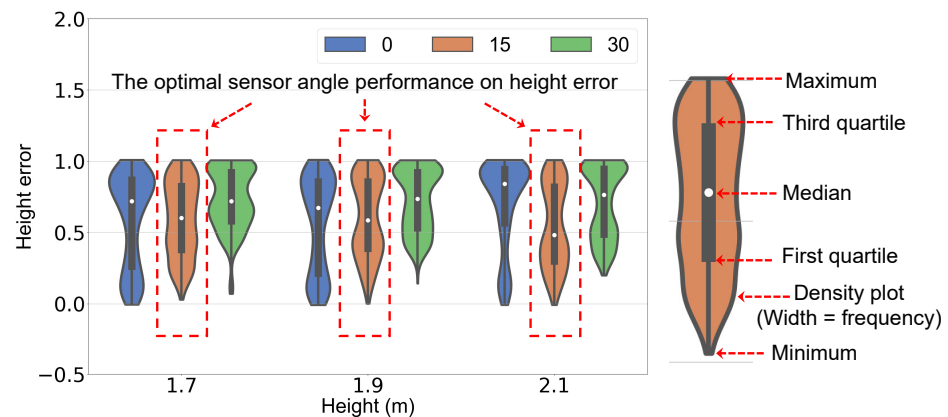 2.0
0 15 30
The optimal sensor angle performance on height error
1.5
1.0
0.5
0.0
−0.5
Height error
1.7 1.9 2.1
Height (m)
Maximum
Third quartile
Median
First quartile
Density plot
(Width = frequency)
Minimum